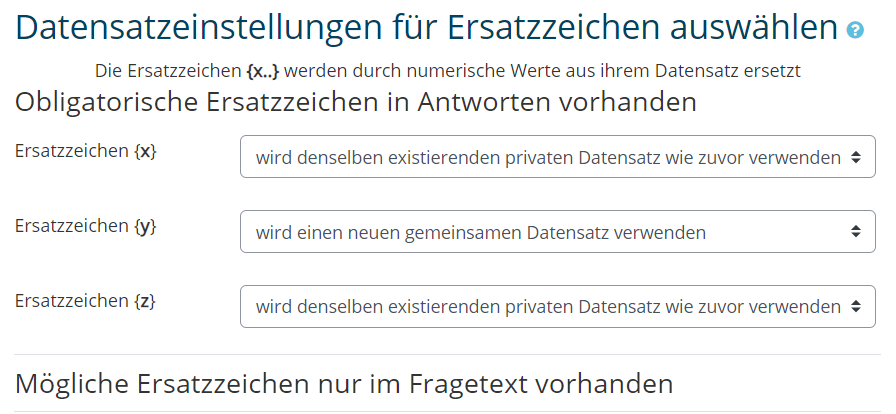 Datensatzeinstellungen für Ersatzzeichen auswählen ?
Die Ersatzzeichen {x..} werden durch numerische Werte aus ihrem Datensatz ersetzt
Obligatorische Ersatzzeichen in Antworten vorhanden
Ersatzzeichen {x} wird denselben existierenden privaten Datensatz wie zuvor verwenden
Ersatzzeichen {y} wird einen neuen gemeinsamen Datensatz verwenden
Ersatzzeichen {z} wird denselben existierenden privaten Datensatz wie zuvor verwenden
Mögliche Ersatzzeichen nur im Fragetext vorhanden